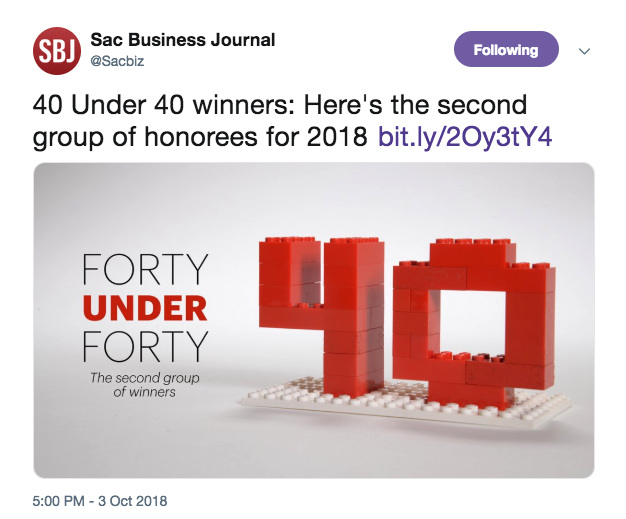 SBJ
Sac Business Journal
@Sacbiz
Following
40 Under 40 winners: Here's the second
group of honorees for 2018 bit.ly/2Oy3tY4
FORTY
UNDER
FORTY
The second group
of winners
40
5:00 PM - 3 Oct 2018